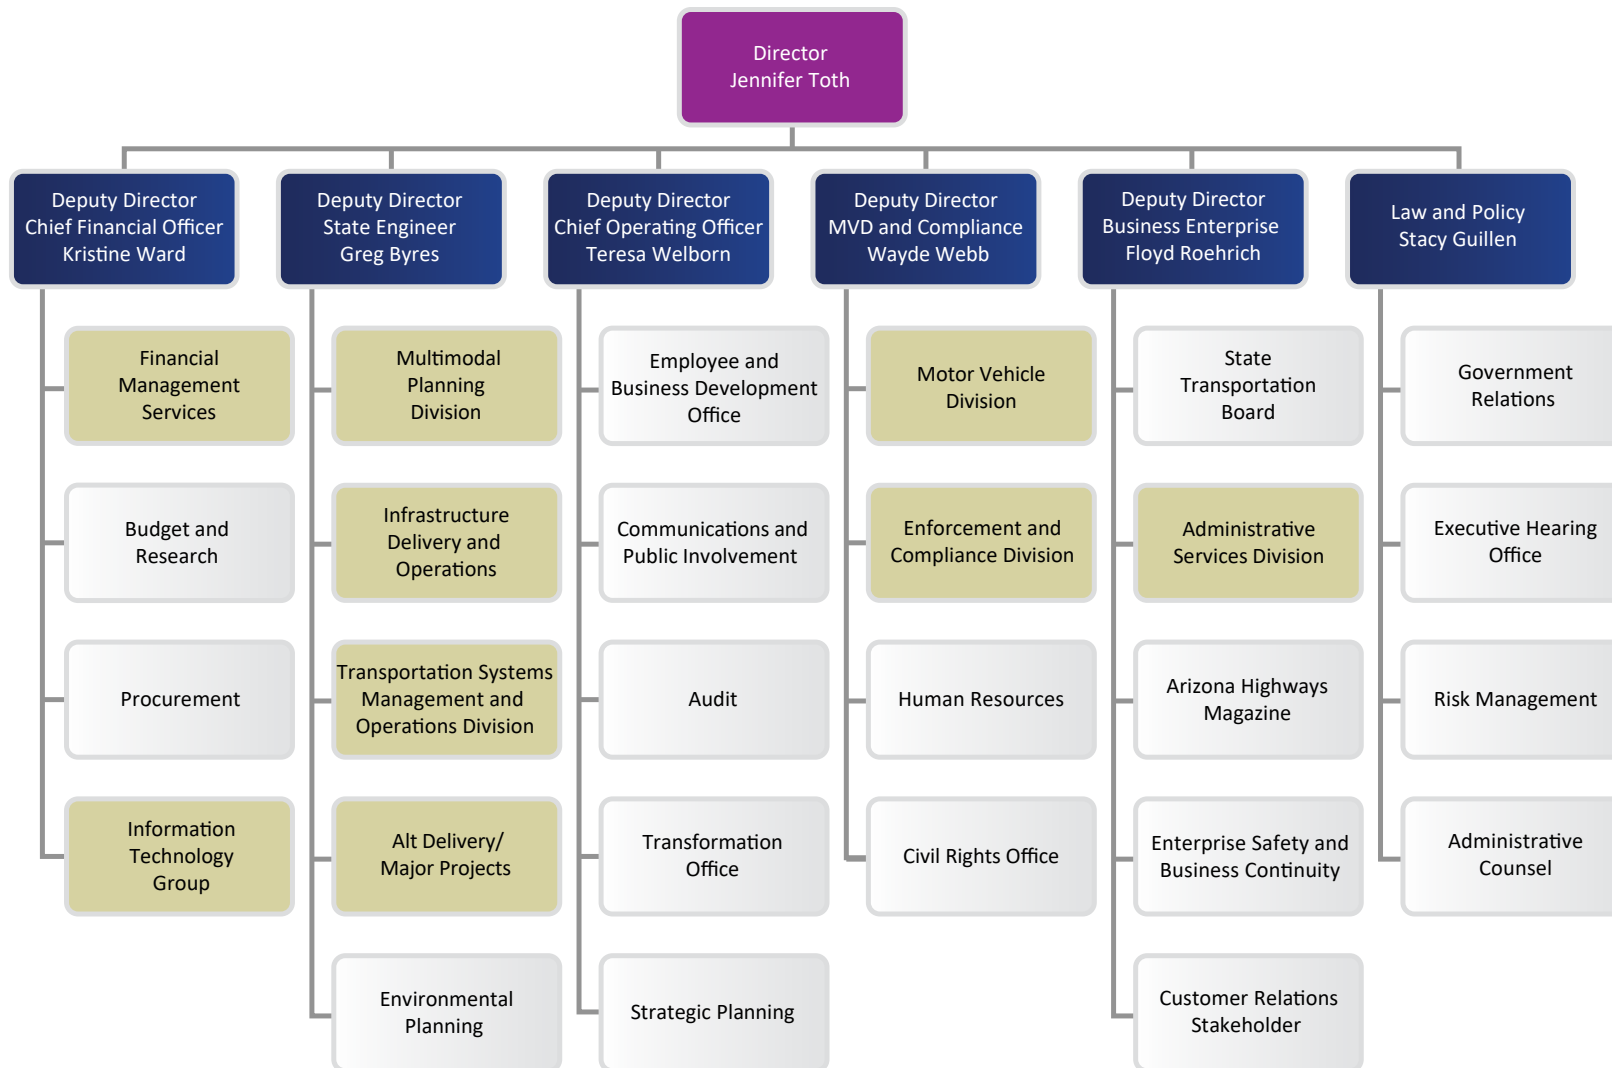 Director
Jennifer Toth
Deputy Director
Chief Financial Officer
Kristine Ward
Deputy Director
State Engineer
Greg Byres
Deputy Director
Chief Operating Officer
Teresa Welborn
Deputy Director
MVD and Compliance
Wayde Webb
Deputy Director
Business Enterprise
Floyd Roehrich
Law and Policy
Stacy Guillen
Financial
Management
Services
Budget and
Research
Procurement
Information
Technology
Group
Multimodal
Planning
Division
Infrastructure
Delivery and
Operations
Transportation Systems
Management and
Operations Division
Alt Delivery/
Major Projects
Environmental
Planning
Employee and
Business Development
Office
Communications and
Public Involvement
Audit
Transformation
Office
Strategic Planning
Motor Vehicle
Division
Enforcement and
Compliance Division
Human Resources
Civil Rights Office
State
Transportation
Board
Administrative
Services Division
Arizona Highways
Magazine
Enterprise Safety and
Business Continuity
Customer Relations
Stakeholder
Government
Relations
Executive Hearing
Office
Risk Management
Administrative
Counsel